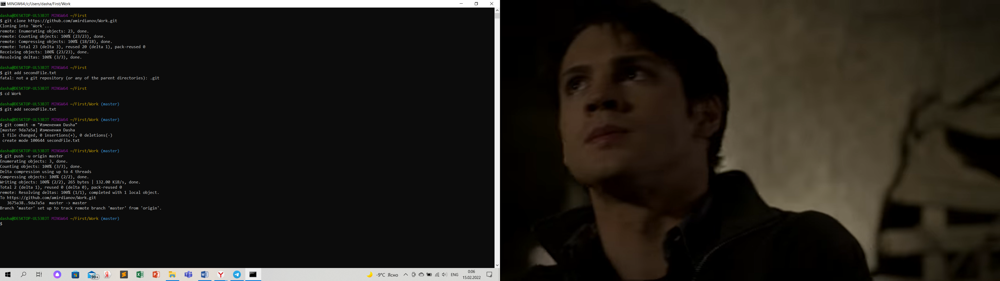 MINGW64:/c/Users/dasha/First/Work
dasha@DESKTOP-UL53BJT MINGW64 ~/First
$ git clone https://github.com/amirdianov/Work.git
Cloning into 'Work'...
remote: Enumerating objects: 23, done.
remote: Counting objects: 100% (23/23), done.
remote: Compressing objects: 100% (18/18), done.
remote: Total 23 (delta 3), reused 20 (delta 1), pack-reused 0
Receiving objects: 100% (23/23), done.
Resolving deltas: 100% (3/3), done.
dasha@DESKTOP-UL53BJT MINGW64 ~/First
$ git add secondFile.txt
fatal: not a git repository (or any of the parent directories): .git
dasha@DESKTOP-UL53BJT MINGW64 ~/First
$ cd Work
dasha@DESKTOP-UL53BJT MINGW64 ~/First/Work (master)
$ git add secondFile.txt
dasha@DESKTOP-UL53BJT MINGW64 ~/First/Work (master)
$ git commit -m "Изменения Dasha"
[master 9da7a5a] Изменения Dasha
1 file changed, 0 insertions(+), 0 deletions(-)
create mode 100644 secondFile.txt
dasha@DESKTOP-UL53BJT MINGW64 ~/First/Work (master)
$ git push -u origin master
Enumerating objects: 3, done.
Counting objects: 100% (3/3), done.
Delta compression using up to 4 threads
Compressing objects: 100% (2/2), done.
Writing objects: 100% (2/2), 265 bytes | 132.00 KiB/s, done.
Total 2 (delta 1), reused 0 (delta 0), pack-reused 0
remote: Resolving deltas: 100% (1/1), completed with 1 local object.
To https://github.com/amirdianov/Work.git
3675a38..9da7a5a  master -> master
Branch 'master' set up to track remote branch 'master' from 'origin'.
dasha@DESKTOP-UL53BJT MINGW64 ~/First/Work (master)
$
99+
-9°C Ясно
ENG
0:06
15.02.2022